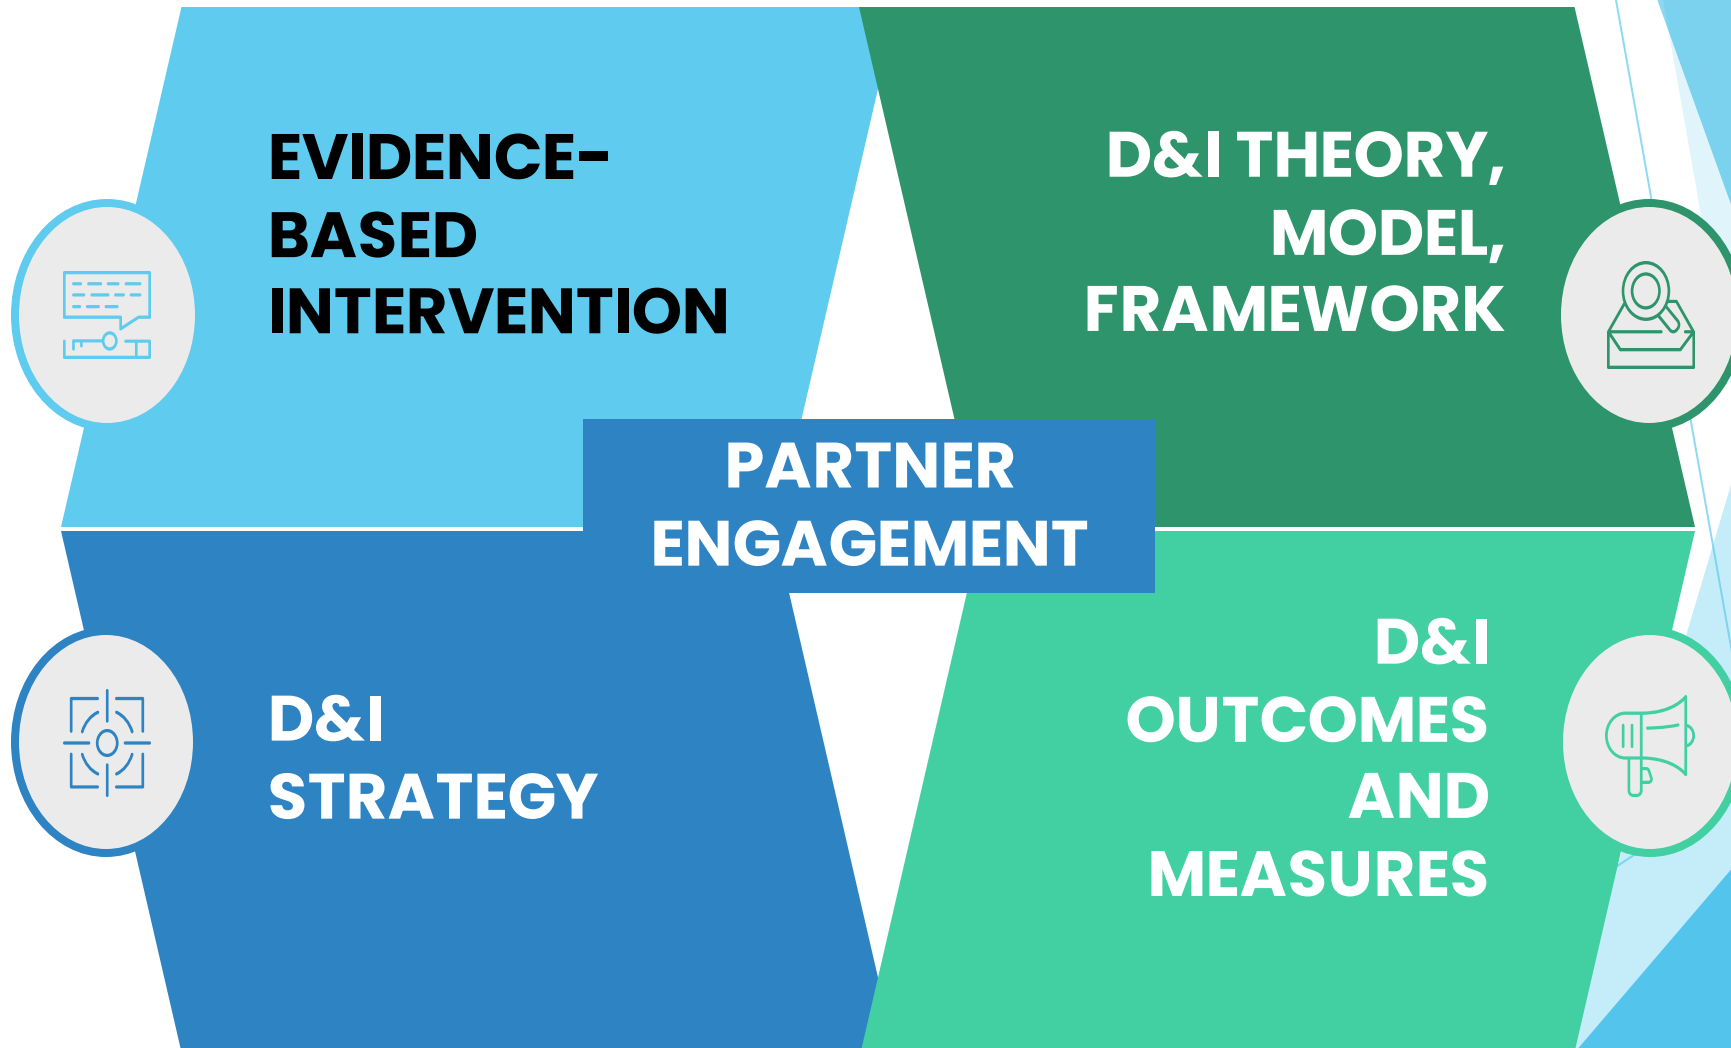 EVIDENCE-
BASED
INTERVENTION
D&I THEORY,
MODEL,
FRAMEWORK
PARTNER
ENGAGEMENT
D&I
STRATEGY
D&I
OUTCOMES
AND
MEASURES